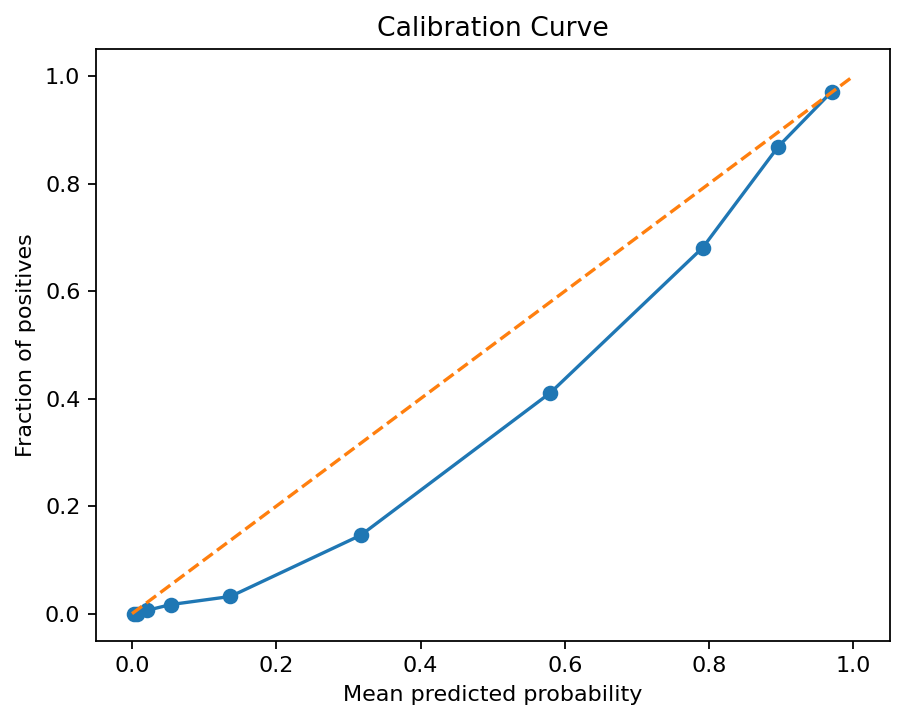 Calibration Curve
1.0
0.8
0.6
0.4
0.2
0.0
Fraction of positives
0.0 0.2 0.4 0.6 0.8 1.0
Mean predicted probability